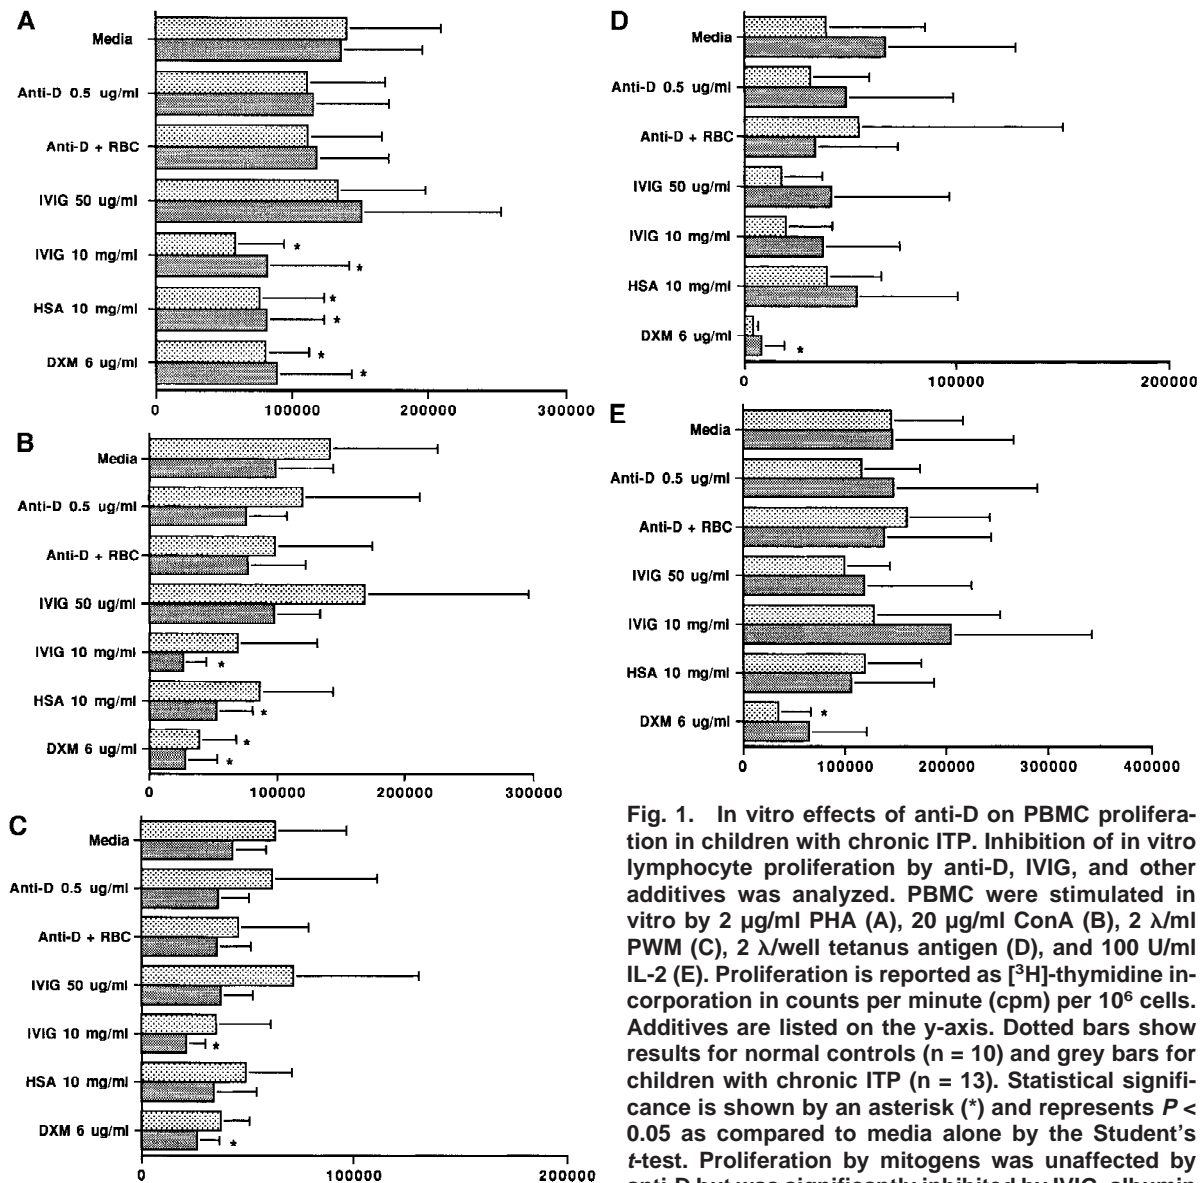 A
Media
Anti-D 0.5 ug/ml
Anti-D + RBC
IVIG 50 ug/ml
IVIG 10 mg/ml
*
*
HSA 10 mg/ml
*
*
DXM 6 ug/ml
*
*
0 100000 200000 300000
B
Media
Anti-D 0.5 ug/ml
Anti-D + RBC
IVIG 50 ug/ml
IVIG 10 mg/ml
*
HSA 10 mg/ml
*
DXM 6 ug/ml
*
*
0 100000 200000 300000
C
Media
Anti-D 0.5 ug/ml
Anti-D + RBC
IVIG 50 ug/ml
IVIG 10 mg/ml
*
HSA 10 mg/ml
DXM 6 ug/ml
*
0 100000 200000
D
Media
Anti-D 0.5 ug/ml
Anti-D + RBC
IVIG 50 ug/ml
IVIG 10 mg/ml
HSA 10 mg/ml
DXM 6 ug/ml
*
0 100000 200000
E
Media
Anti-D 0.5 ug/ml
Anti-D + RBC
IVIG 50 ug/ml
IVIG 10 mg/ml
HSA 10 mg/ml
DXM 6 ug/ml
*
0 100000 200000 300000 400000
Fig. 1. In vitro effects of anti-D on PBMC prolifera-
tion in children with chronic ITP. Inhibition of in vitro
lymphocyte proliferation by anti-D, IVIG, and other
additives was analyzed. PBMC were stimulated in
vitro by 2 µg/ml PHA (A), 20 µg/ml ConA (B), 2 λ/ml
PWM (C), 2 λ/well tetanus antigen (D), and 100 U/ml
IL-2 (E). Proliferation is reported as [³H]-thymidine in-
corporation in counts per minute (cpm) per 10⁶ cells.
Additives are listed on the y-axis. Dotted bars show
results for normal controls (n = 10) and grey bars for
children with chronic ITP (n = 13). Statistical signifi-
cance is shown by an asterisk (*) and represents P <
0.05 as compared to media alone by the Student's
t-test. Proliferation by mitogens was unaffected by
anti-D but was significantly inhibited by IVIG, albumin